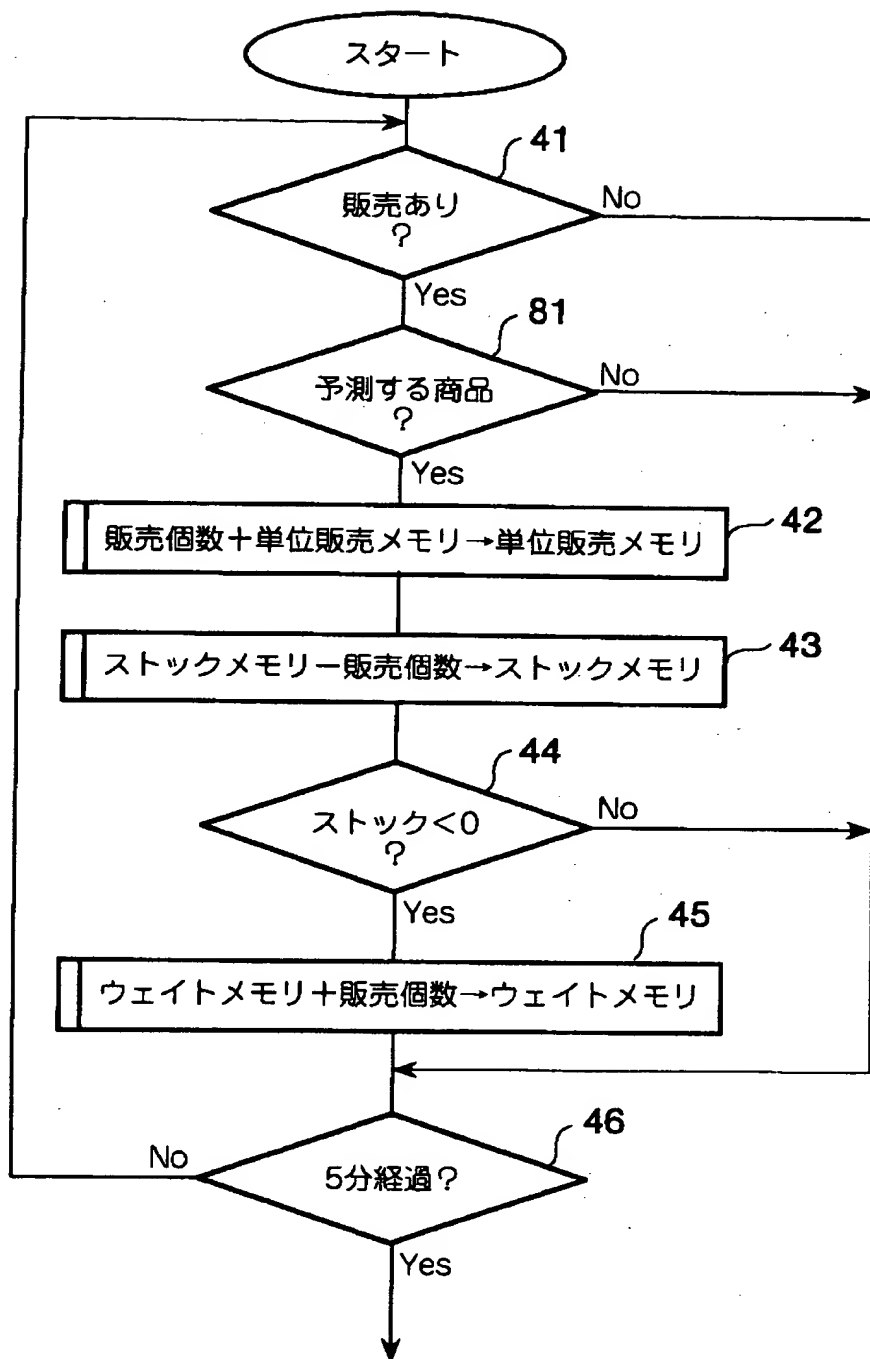 スタート
41
販売あり
?
No
Yes
81
予測する商品
?
No
Yes
42
販売個数+単位販売メモリ→単位販売メモリ
43
ストックメモリー販売個数→ストックメモリ
44
ストック<0
?
No
Yes
45
ウェイトメモリ+販売個数→ウェイトメモリ
46
5分経過?
No
Yes